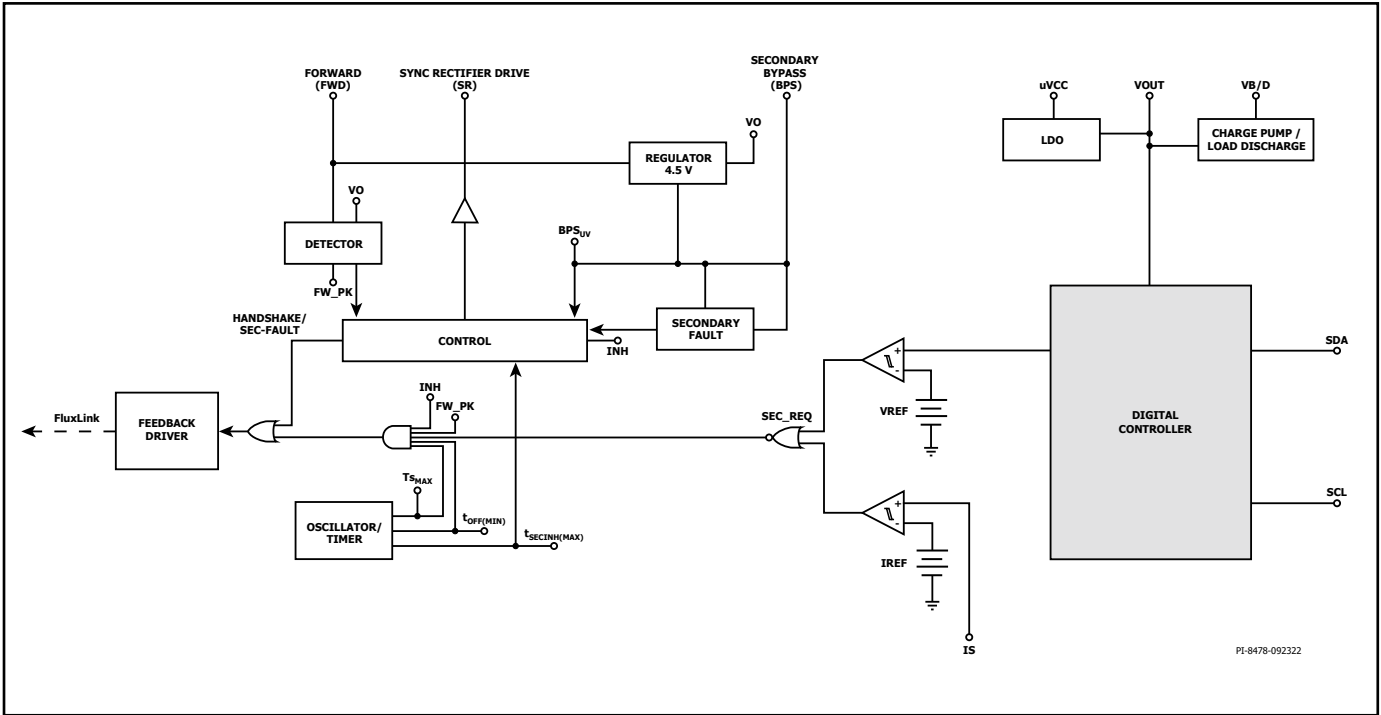 FORWARD
(FWD)
SYNC RECTIFIER DRIVE
(SR)
SECONDARY
BYPASS
(BPS)
uVCC
VOUT
VB/D
VO
LDO
CHARGE PUMP /
LOAD DISCHARGE
REGULATOR
4.5 V
VO
DETECTOR
BPSUV
FW_PK
HANDSHAKE/
SEC-FAULT
CONTROL
SECONDARY
FAULT
INH
SDA
+
-
VREF
INH
FW_PK
SEC_REQ
FluxLink
FEEDBACK
DRIVER
DIGITAL
CONTROLLER
TsMAX
OSCILLATOR/
TIMER
tOFF(MIN)
tSECINH(MAX)
SCL
+
-
IREF
IS
PI-8478-092322